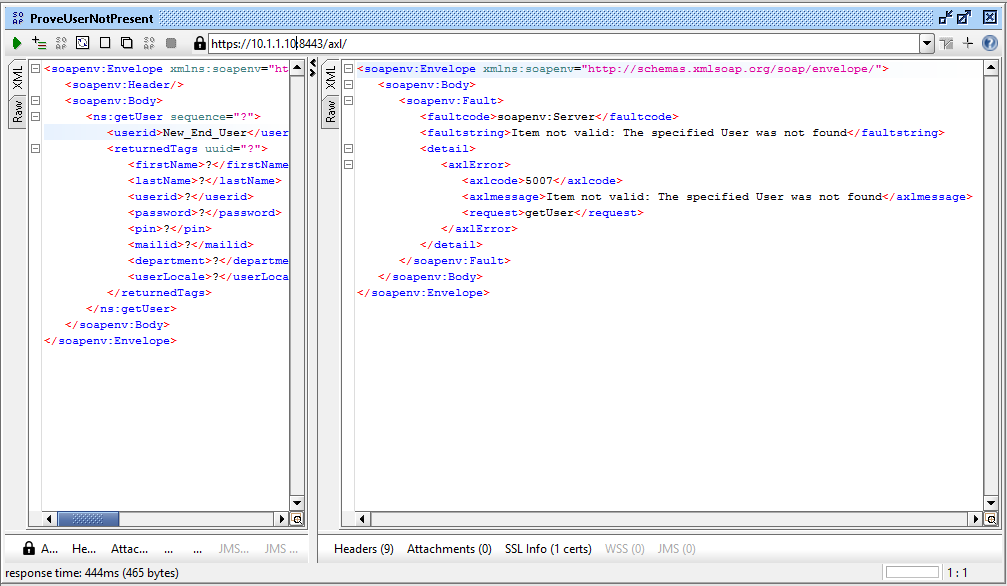 SO
AP
ProveUserNotPresent
https://10.1.1.10:8443/axl/
XML
Raw
<soapenv:Envelope xmlns:soapenv="ht
<soapenv:Header/>
<soapenv:Body>
<ns:getUser sequence="?">
<userid>New_End_User</user
<returnedTags uuid="?">
<firstName>?</firstName
<lastName>?</lastName>
<userid>?</userid>
<password>?</password>
<pin>?</pin>
<mailid>?</mailid>
<department>?</departme
<userLocale>?</userLoca
</returnedTags>
</ns:getUser>
</soapenv:Body>
</soapenv:Envelope>
XML
Raw
<soapenv:Envelope xmlns:soapenv="http://schemas.xmlsoap.org/soap/envelope/">
<soapenv:Body>
<soapenv:Fault>
<faultcode>soapenv:Server</faultcode>
<faultstring>Item not valid: The specified User was not found</faultstring>
<detail>
<axlError>
<axlcode>5007</axlcode>
<axlmessage>Item not valid: The specified User was not found</axlmessage>
<request>getUser</request>
</axlError>
</detail>
</soapenv:Fault>
</soapenv:Body>
</soapenv:Envelope>
A... He... Attac... ... ... JMS... JMS ...
Headers (9) Attachments (0) SSL Info (1 certs) WSS (0) JMS (0)
response time: 444ms (465 bytes)
1 : 1